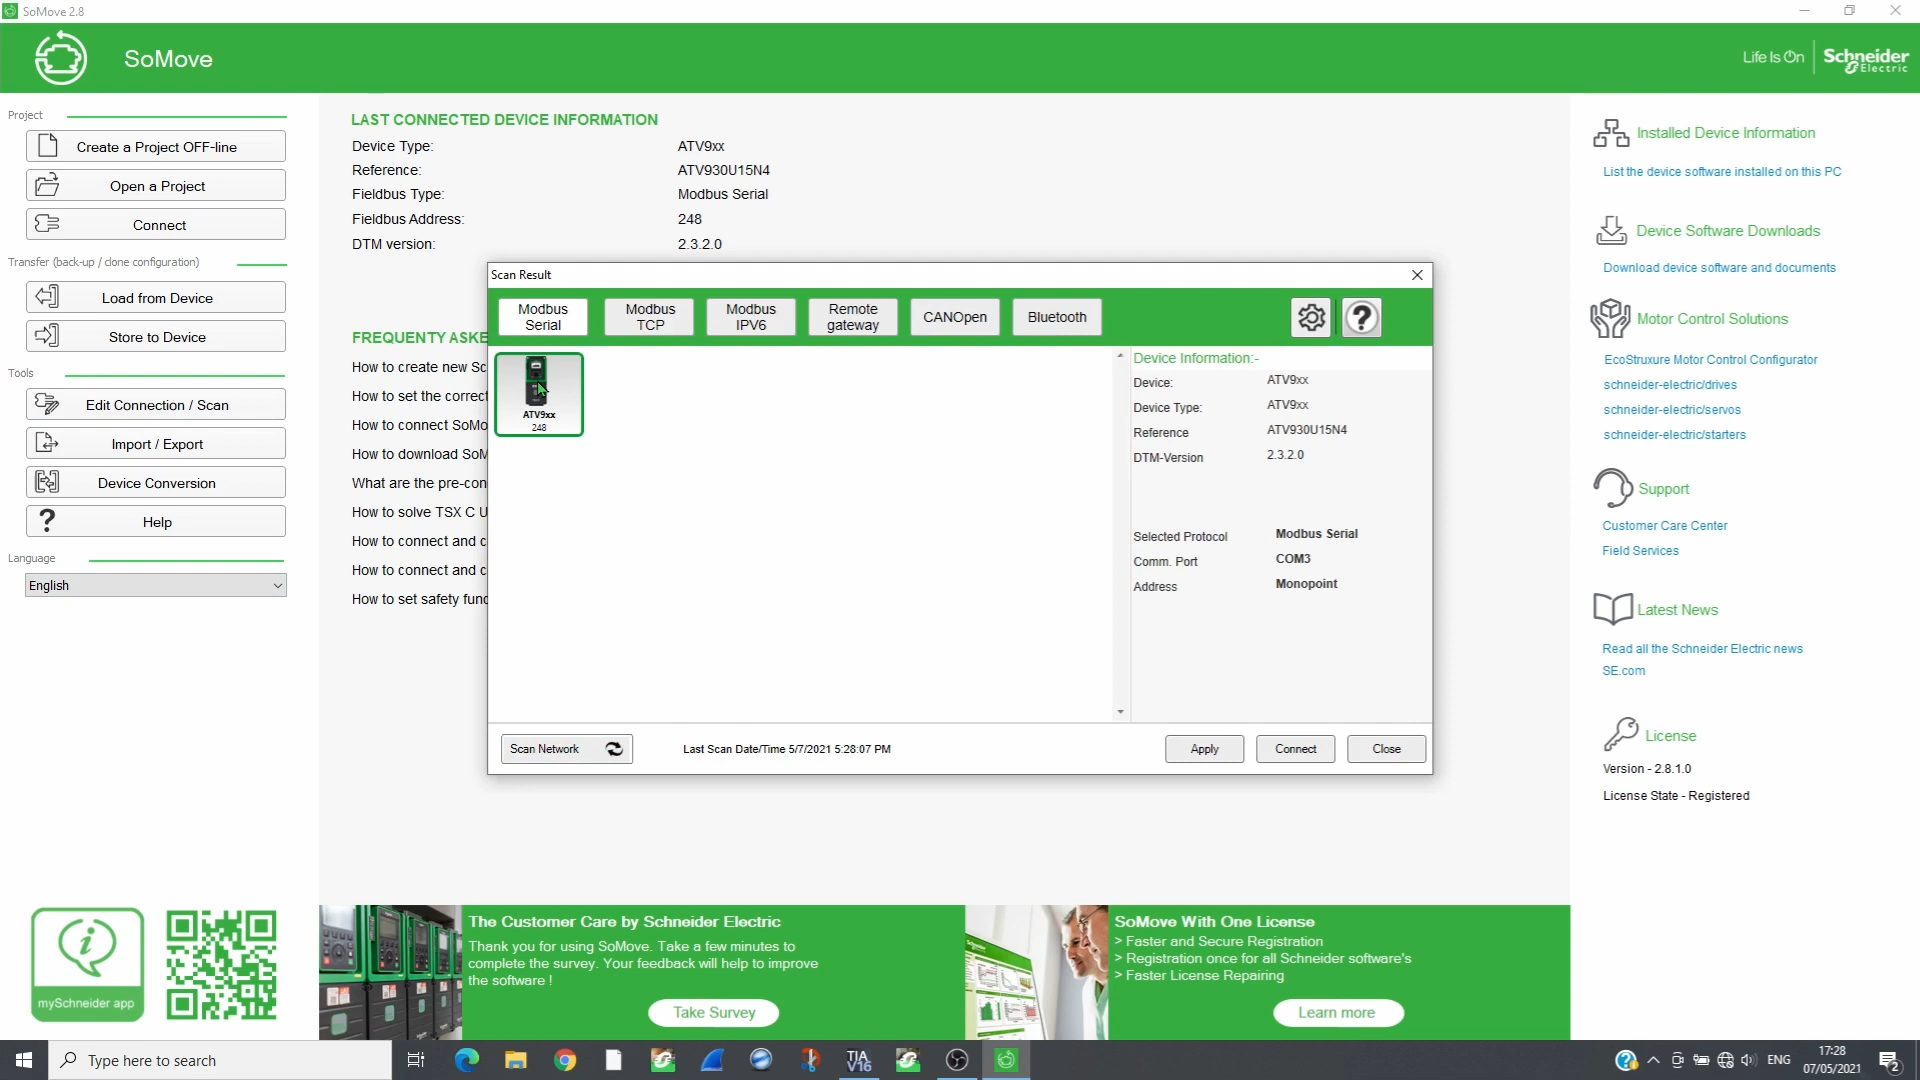 SoMove 2.8
SoMove
Life Is On
Schneider
Electric
Project
Create a Project OFF-line
Open a Project
Connect
Transfer (back-up / clone configuration)
Load from Device
Store to Device
Tools
Edit Connection / Scan
Import / Export
Device Conversion
? Help
Language
English
mySchneider app
LAST CONNECTED DEVICE INFORMATION
Device Type: ATV9xx
Reference: ATV930U15N4
Fieldbus Type: Modbus Serial
Fieldbus Address: 248
DTM version: 2.3.2.0
FREQUENTY ASKE
How to create new Sc
How to set the correct
How to connect SoMo
How to download SoM
What are the pre-con
How to solve TSX C U
How to connect and c
How to connect and c
How to set safety func
Scan Result
Modbus
Serial
Modbus
TCP
Modbus
IPV6
Remote
gateway
CANOpen
Bluetooth
?
ATV9xx
248
Device Information:-
Device: ATV9xx
Device Type: ATV9xx
Reference ATV930U15N4
DTM-Version 2.3.2.0
Selected Protocol Modbus Serial
Comm. Port COM3
Address Monopoint
Scan Network
Last Scan Date/Time 5/7/2021 5:28:07 PM
Apply
Connect
Close
Installed Device Information
List the device software installed on this PC
Device Software Downloads
Download device software and documents
Motor Control Solutions
EcoStruxure Motor Control Configurator
schneider-electric/drives
schneider-electric/servos
schneider-electric/starters
Support
Customer Care Center
Field Services
Latest News
Read all the Schneider Electric news
SE.com
License
Version - 2.8.1.0
License State - Registered
The Customer Care by Schneider Electric
Thank you for using SoMove. Take a few minutes to
complete the survey. Your feedback will help to improve
the software !
Take Survey
SoMove With One License
> Faster and Secure Registration
> Registration once for all Schneider software's
> Faster License Repairing
Learn more
Type here to search
TIA
V16
ENG
17:28
07/05/2021
2